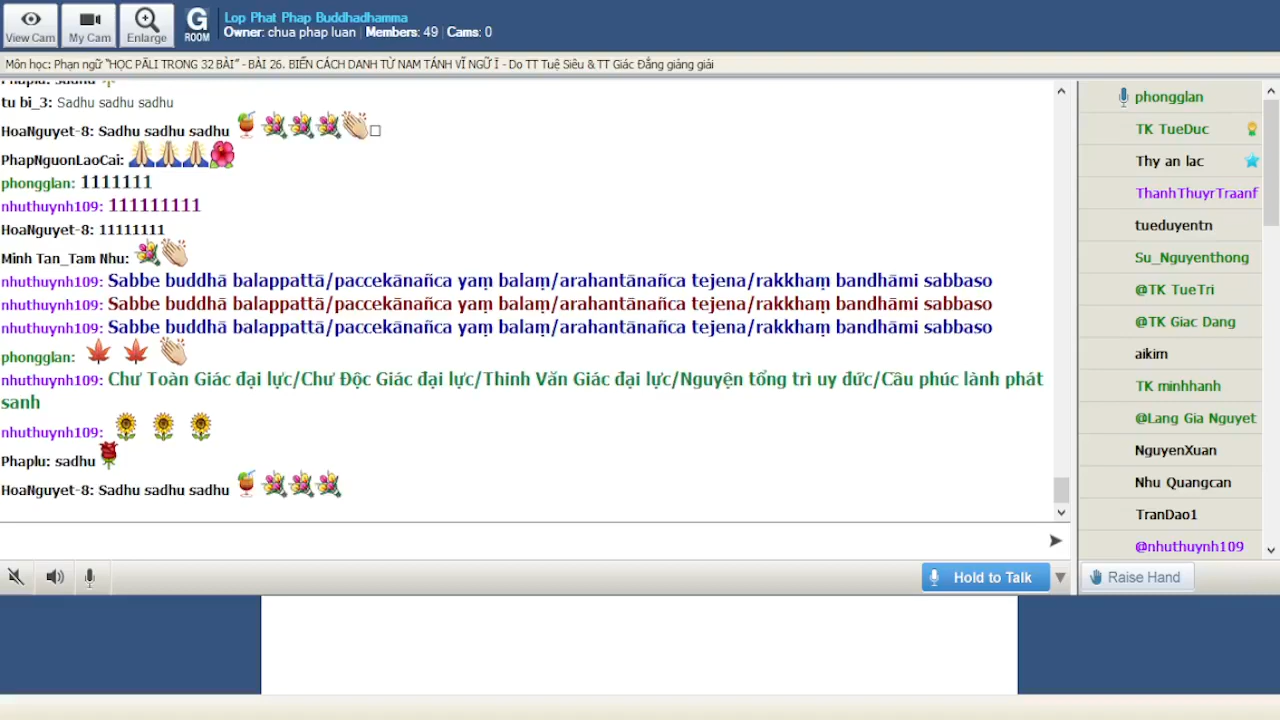 Lop Phat Phap Buddhadhamma
Owner: chua phap luan | Members: 49 | Cams: 0
View Cam
My Cam
Enlarge
G ROOM
Môn học: Phạn ngữ "HỌC PĀLI TRONG 32 BÀI" - BÀI 26. BIẾN CÁCH DANH TỪ NAM TÁNH VĨ NGỮ Ī - Do TT Tuệ Siêu & TT Giác Đẳng giảng giải
tu bi_3: Sadhu sadhu sadhu
HoaNguyet-8: Sadhu sadhu sadhu
PhapNguonLaoCai:
phongglan: 1111111
nhuthuynh109: 111111111
HoaNguyet-8: 11111111
Minh Tan_Tam Nhu:
nhuthuynh109: Sabbe buddhā balappattā/paccekānañca yaṃ balaṃ/arahantānañca tejena/rakkhaṃ bandhāmi sabbaso
nhuthuynh109: Sabbe buddhā balappattā/paccekānañca yaṃ balaṃ/arahantānañca tejena/rakkhaṃ bandhāmi sabbaso
nhuthuynh109: Sabbe buddhā balappattā/paccekānañca yaṃ balaṃ/arahantānañca tejena/rakkhaṃ bandhāmi sabbaso
phongglan:
nhuthuynh109: Chư Toàn Giác đại lực/Chư Độc Giác đại lực/Thinh Văn Giác đại lực/Nguyện tổng trì uy đức/Cầu phúc lành phát
sanh
nhuthuynh109:
Phaplu: sadhu
HoaNguyet-8: Sadhu sadhu sadhu
Hold to Talk
phongglan
TK TueDuc
Thy an lac
ThanhThuyrTraanf
tueduyentn
Su_Nguyenthong
@TK TueTri
@TK Giac Dang
aikim
TK minhhanh
@Lang Gia Nguyet
NguyenXuan
Nhu Quangcan
TranDao1
@nhuthuynh109
Raise Hand